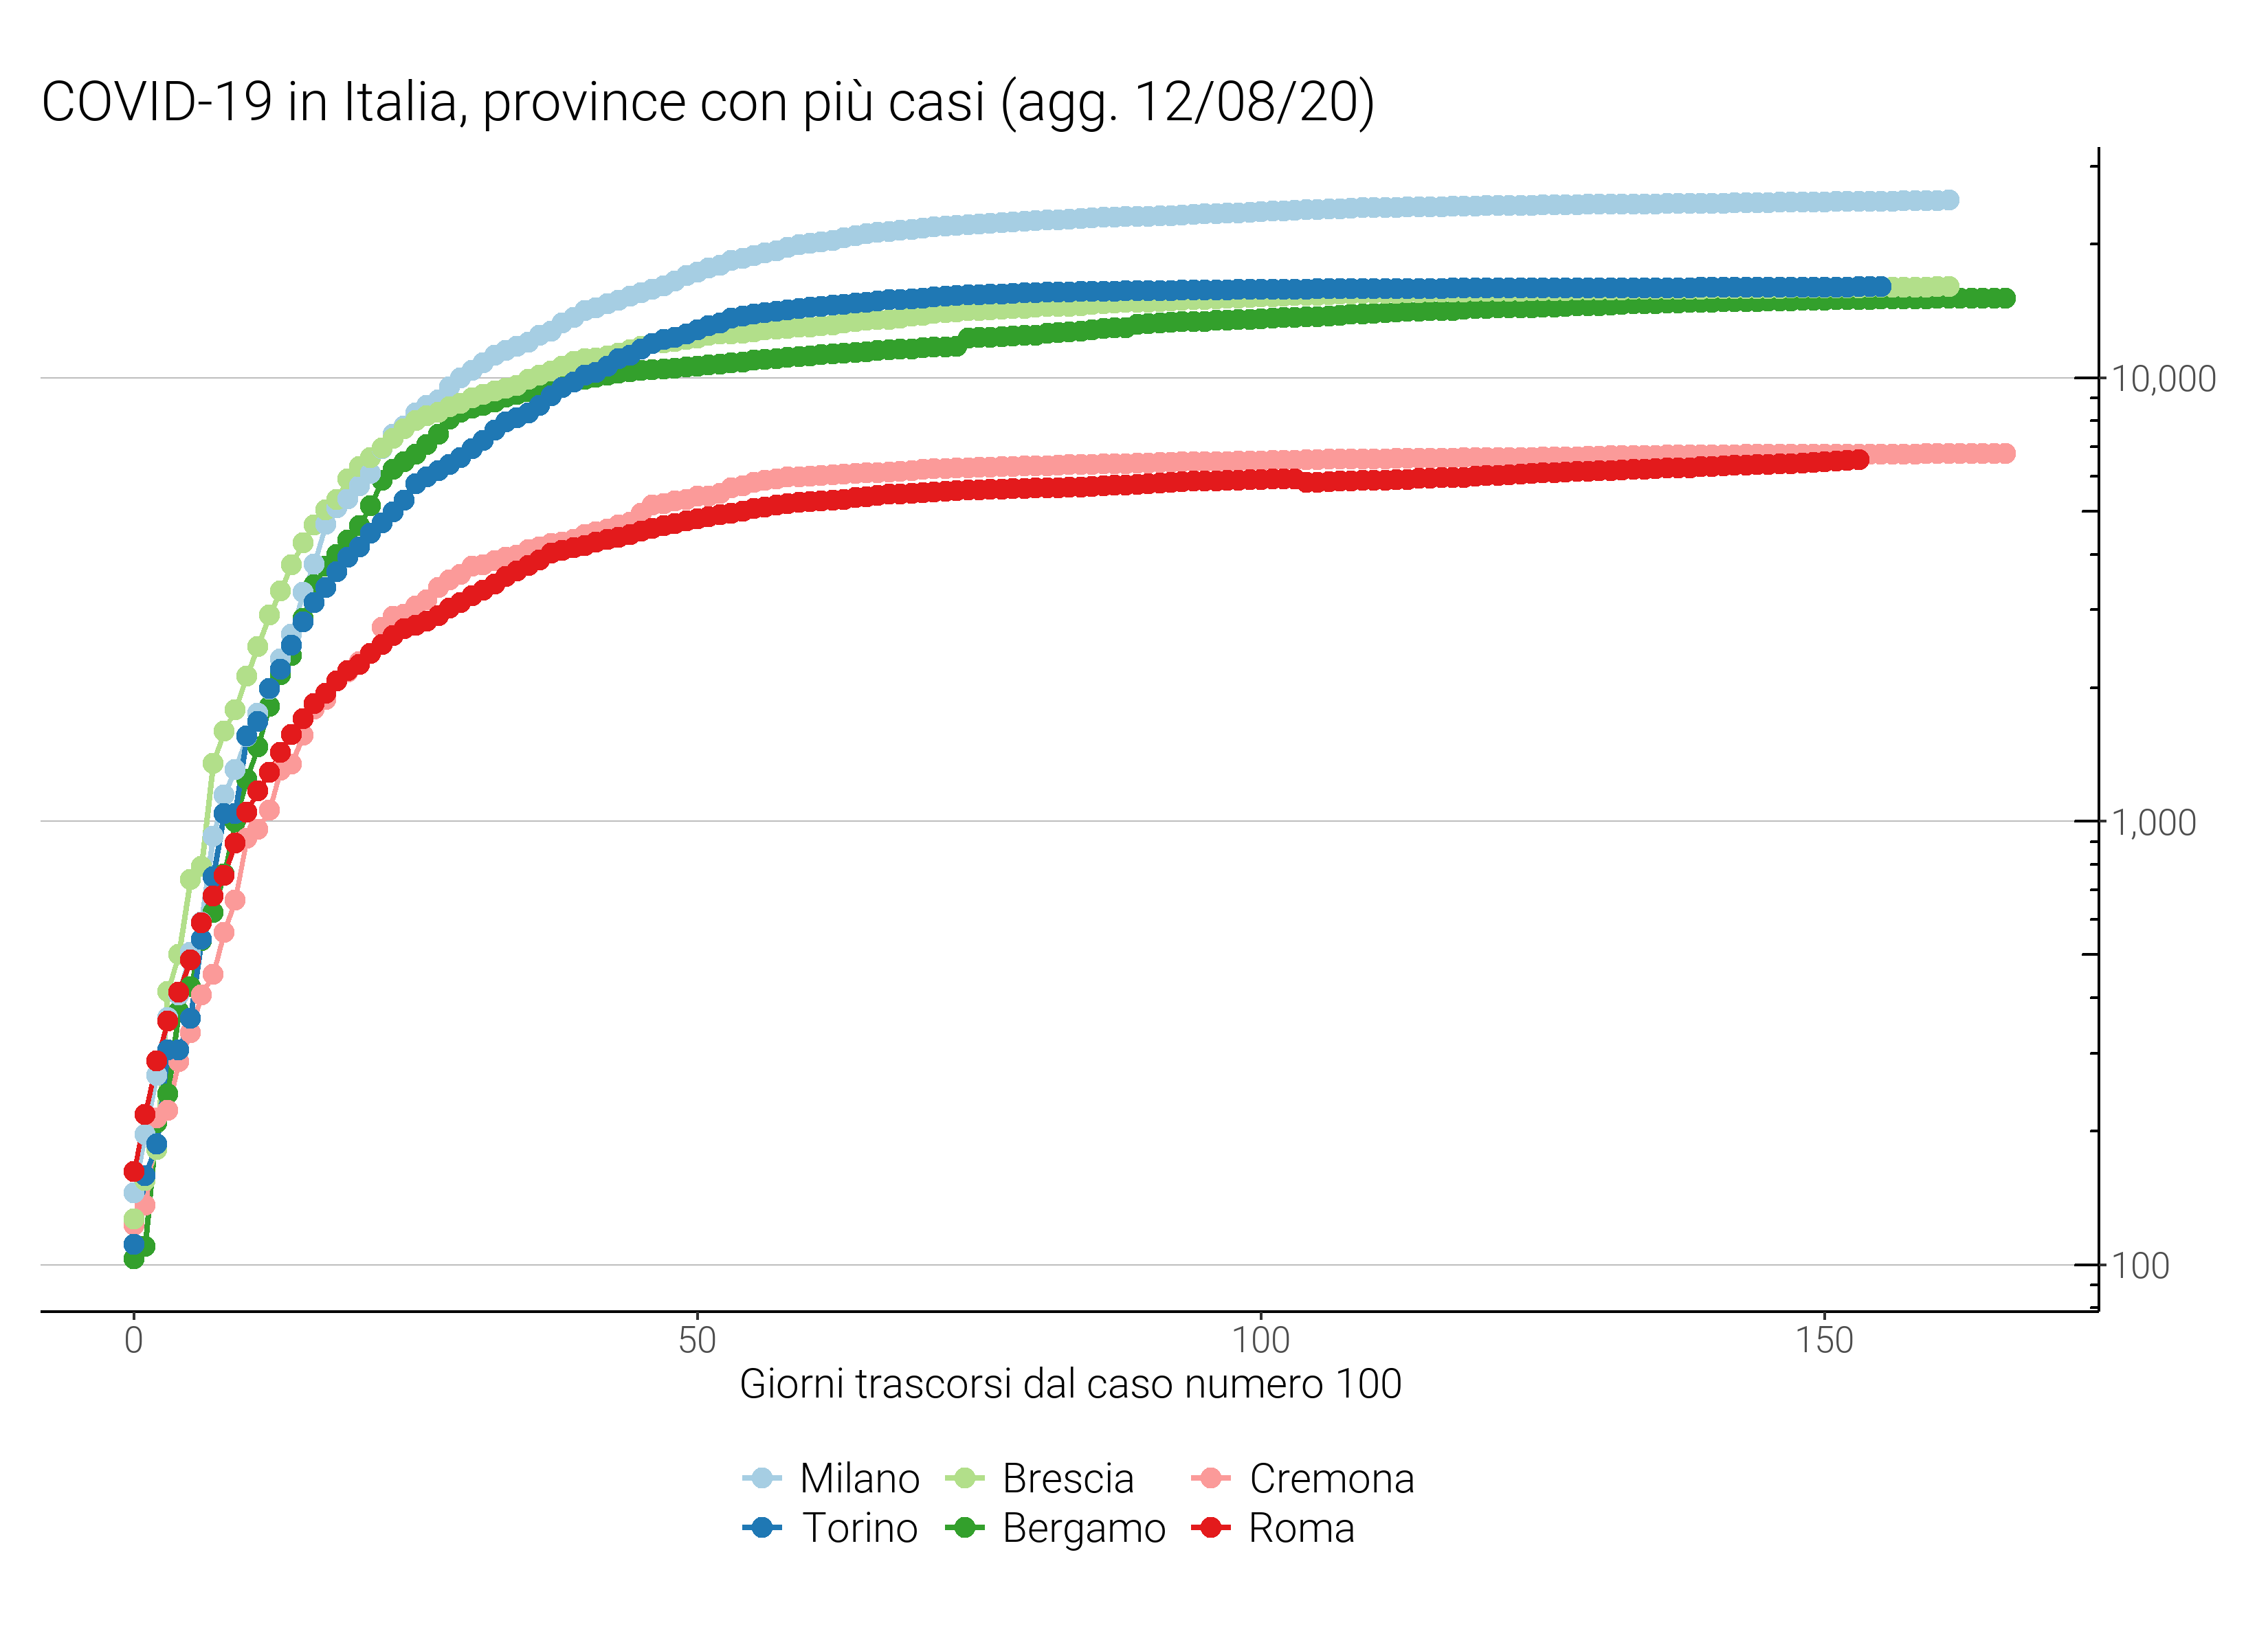 COVID-19 in Italia, province con più casi (agg. 12/08/20)
10,000
1,000
100
0 50 100 150
Giorni trascorsi dal caso numero 100
Milano Brescia Cremona
Torino Bergamo Roma